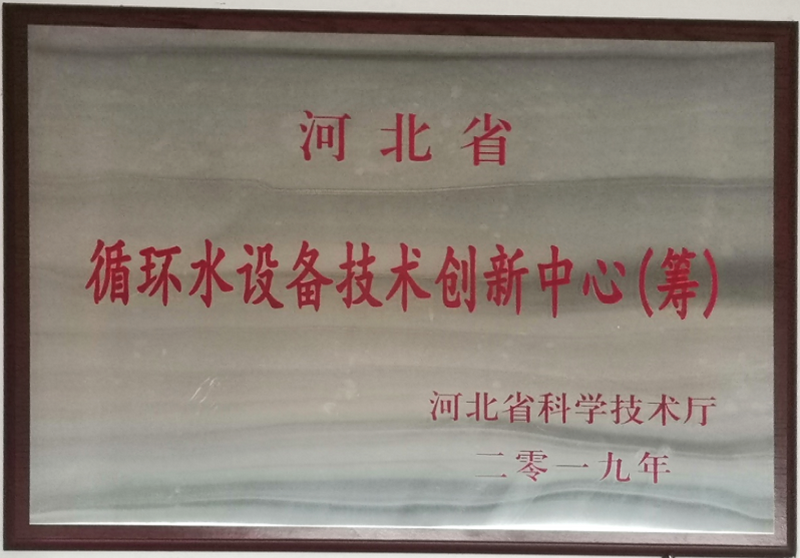 河北省
循环水设备技术创新中心(筹)
河北省科学技术厅
二零一九年